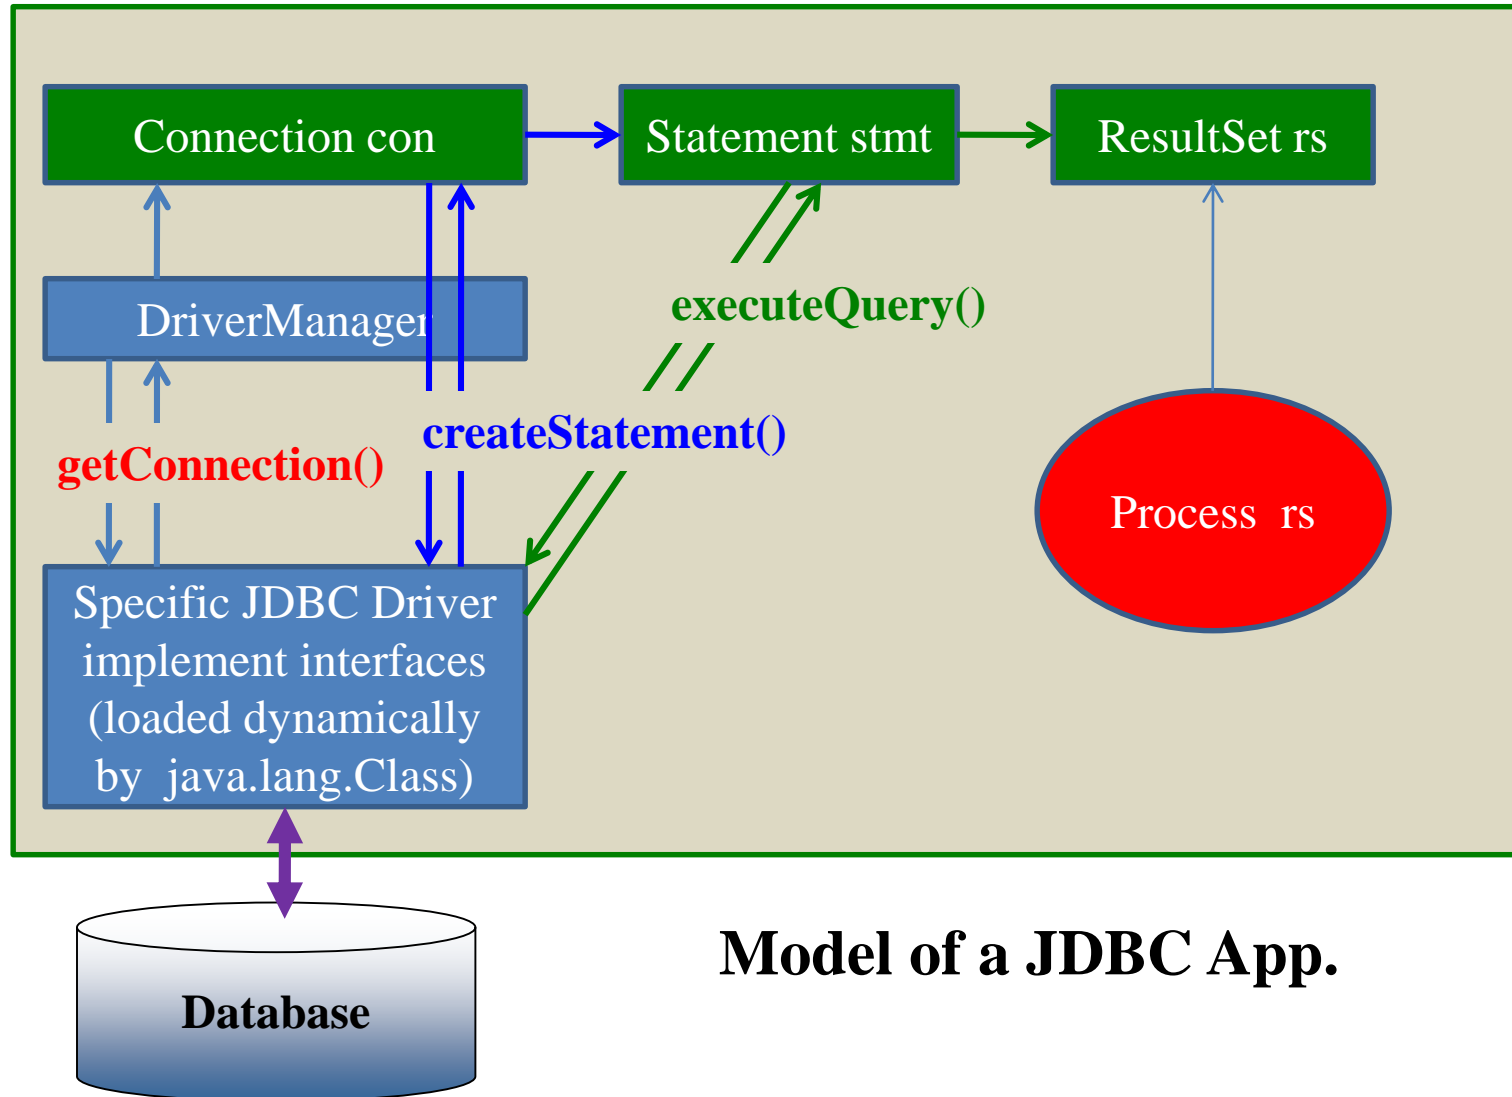 Connection con
Statement stmt
ResultSet rs
DriverManager
executeQuery()
createStatement()
getConnection()
Process rs
Specific JDBC Driver
implement interfaces
(loaded dynamically
by java.lang.Class)
Model of a JDBC App.
Database